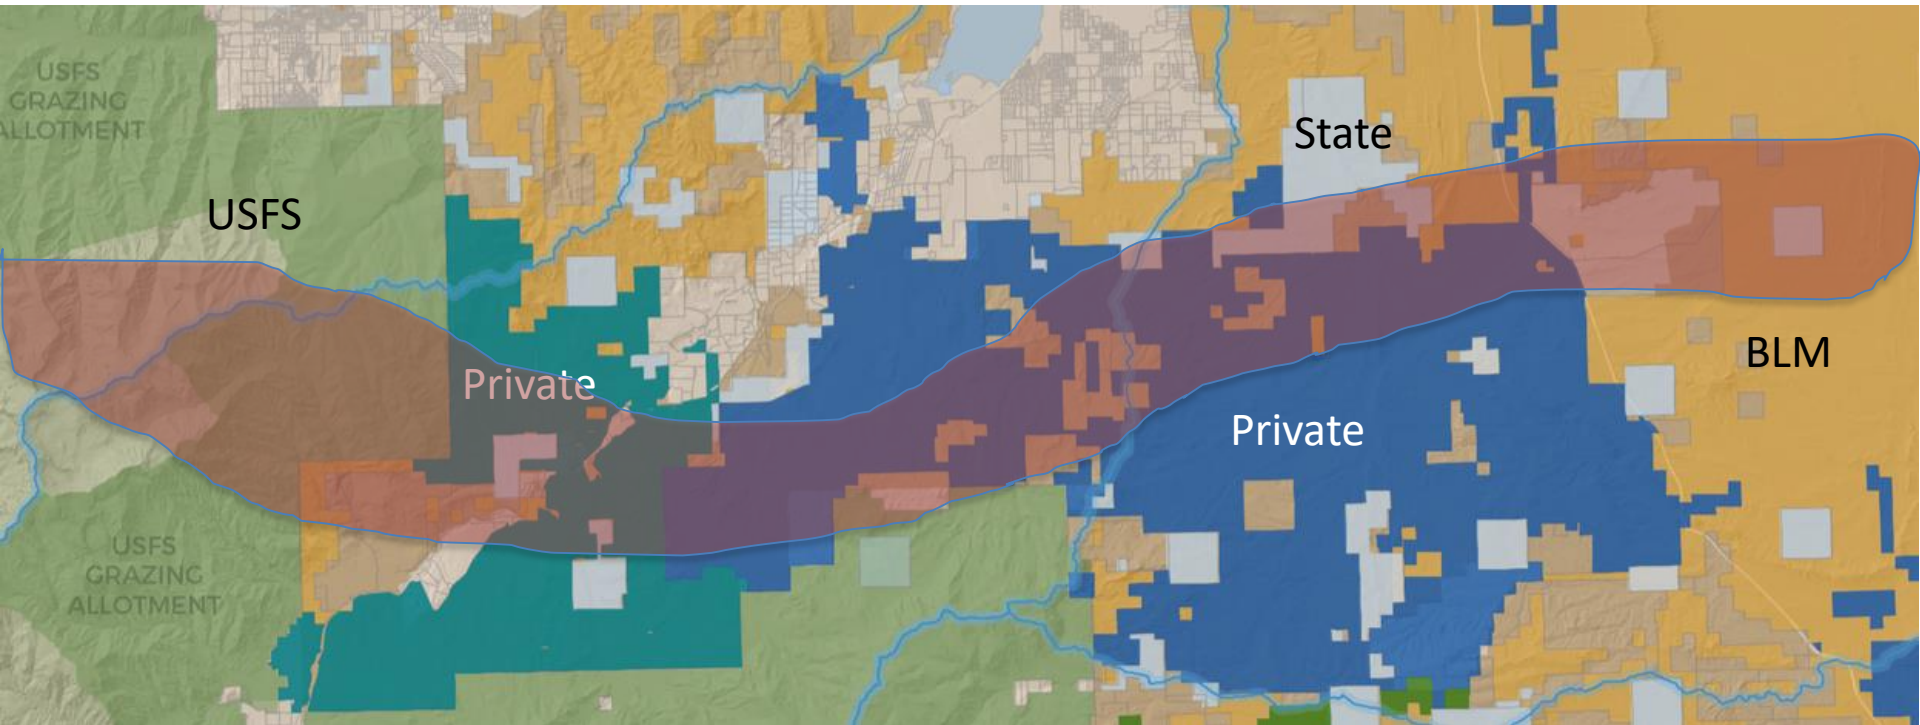 USFS
GRAZING
ALLOTMENT
State
USFS
BLM
Private
Private
USFS
GRAZING
ALLOTMENT